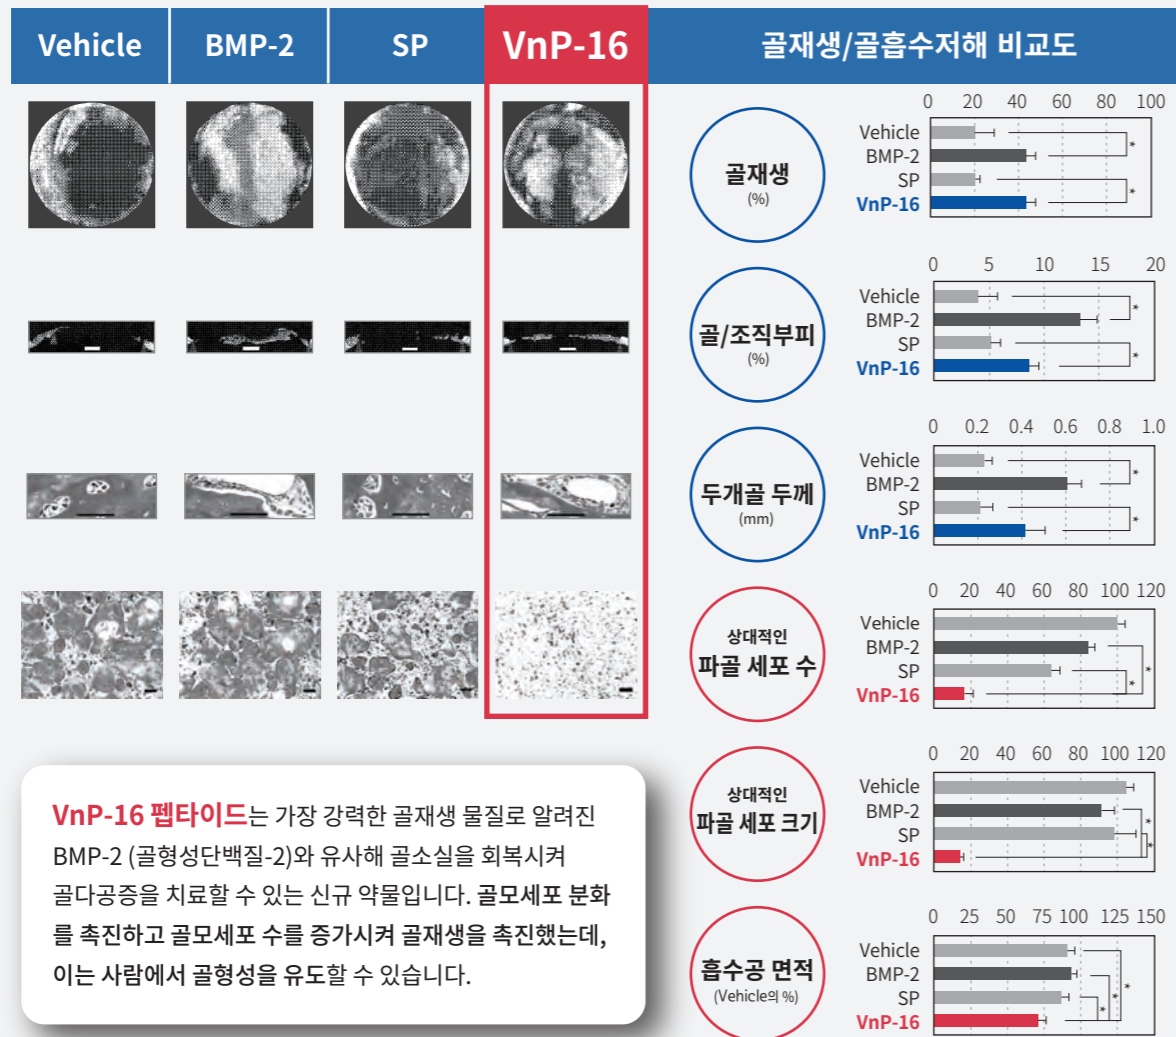 Vehicle
BMP-2
SP
VnP-16
골재생/골흡수저해 비교도
골재생
(%)
0 20 40 60 80 100
Vehicle
BMP-2
SP
VnP-16
*
*
골/조직부피
(%)
0 5 10 15 20
Vehicle
BMP-2
SP
VnP-16
*
*
두개골 두께
(mm)
0 0.2 0.4 0.6 0.8 1.0
Vehicle
BMP-2
SP
VnP-16
*
*
상대적인
파골 세포 수
0 20 40 60 80 100 120
Vehicle
BMP-2
SP
VnP-16
*
*
상대적인
파골 세포 크기
0 20 40 60 80 100 120
Vehicle
BMP-2
SP
VnP-16
*
*
흡수공 면적
(Vehicle의 %)
0 25 50 75 100 125 150
Vehicle
BMP-2
SP
VnP-16
*
*
*
VnP-16 펩타이드는 가장 강력한 골재생 물질로 알려진
BMP-2 (골형성단백질-2)와 유사해 골소실을 회복시켜
골다공증을 치료할 수 있는 신규 약물입니다. 골모세포 분화
를 촉진하고 골모세포 수를 증가시켜 골재생을 촉진했는데,
이는 사람에서 골형성을 유도할 수 있습니다.